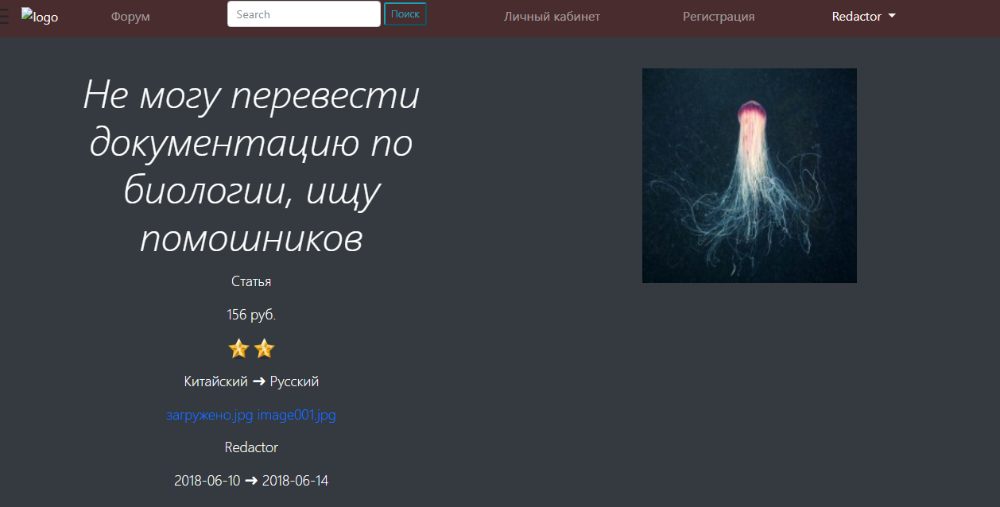 logo
Форум
Search
Поиск
Личный кабинет
Регистрация
Redactor
Не могу перевести
документацию по
биологии, ищу
помошников
Статья
156 руб.
Китайский ➜ Русский
загружено.jpg image001.jpg
Redactor
2018-06-10 ➜ 2018-06-14